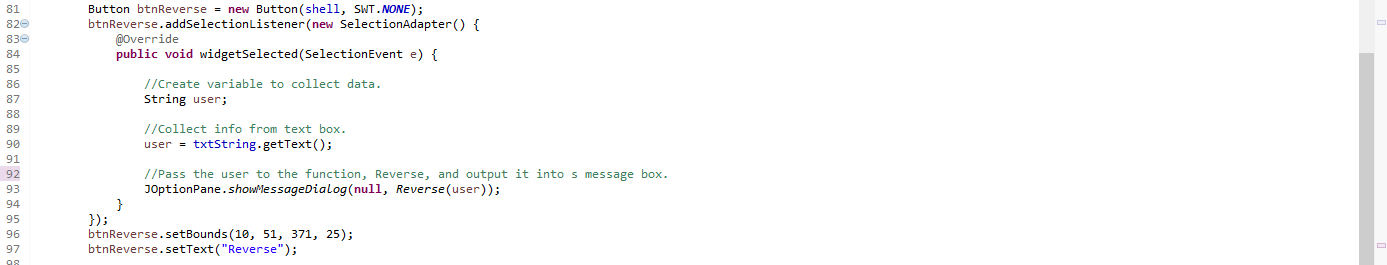 81 Button btnReverse = new Button(shell, SWT.NONE);
82 btnReverse.addSelectionListener(new SelectionAdapter() {
83 @Override
84 public void widgetSelected(SelectionEvent e) {
85
86 //Create variable to collect data.
87 String user;
88
89 //Collect info from text box.
90 user = txtString.getText();
91
92 //Pass the user to the function, Reverse, and output it into s message box.
93 JOptionPane.showMessageDialog(null, Reverse(user));
94 }
95 });
96 btnReverse.setBounds(10, 51, 371, 25);
97 btnReverse.setText("Reverse");
98